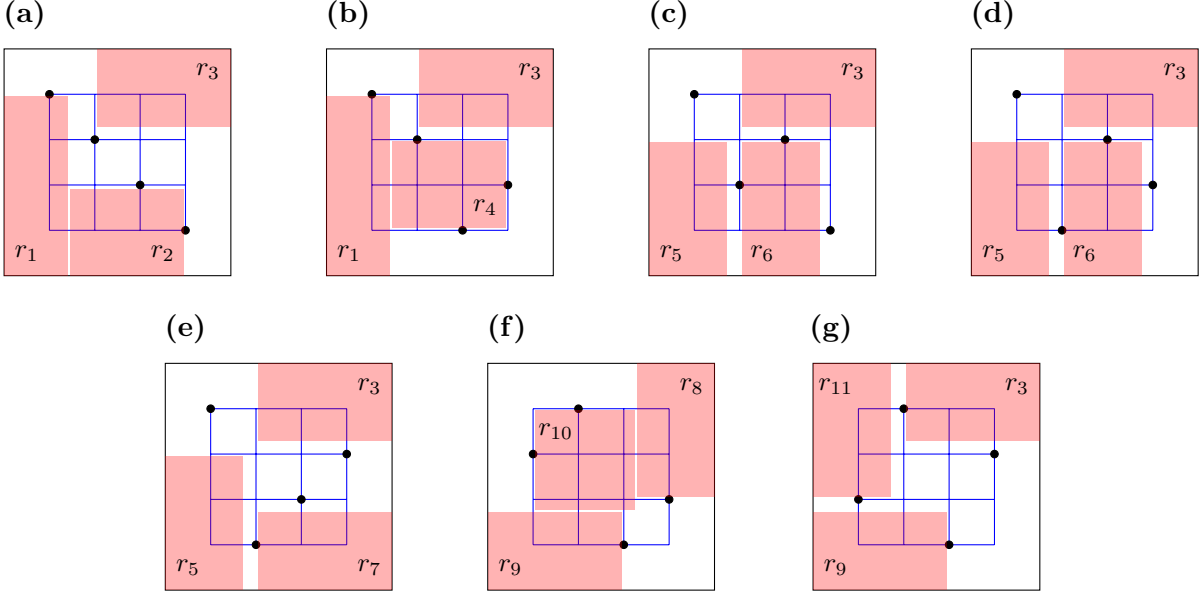 (a) (b) (c) (d)
r₃ r₃ r₃ r₃
r₁ r₂ r₁ r₄ r₅ r₆ r₅ r₆
(e) (f) (g)
r₃ r₈ r₁₁ r₃
r₁₀
r₅ r₇ r₉ r₉